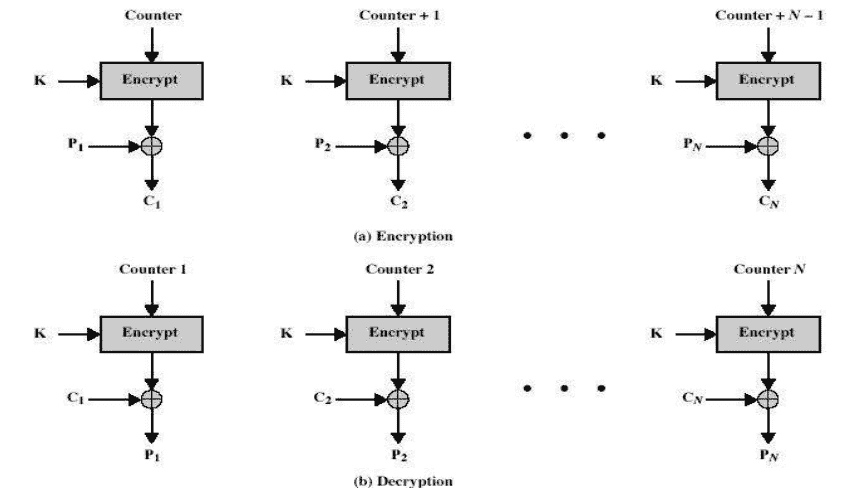 Counter Counter + 1 Counter + N – 1
K Encrypt K Encrypt K Encrypt
P1 P2 PN
C1 C2 CN
(a) Encryption
Counter 1 Counter 2 Counter N
K Encrypt K Encrypt K Encrypt
C1 C2 CN
P1 P2 PN
(b) Decryption